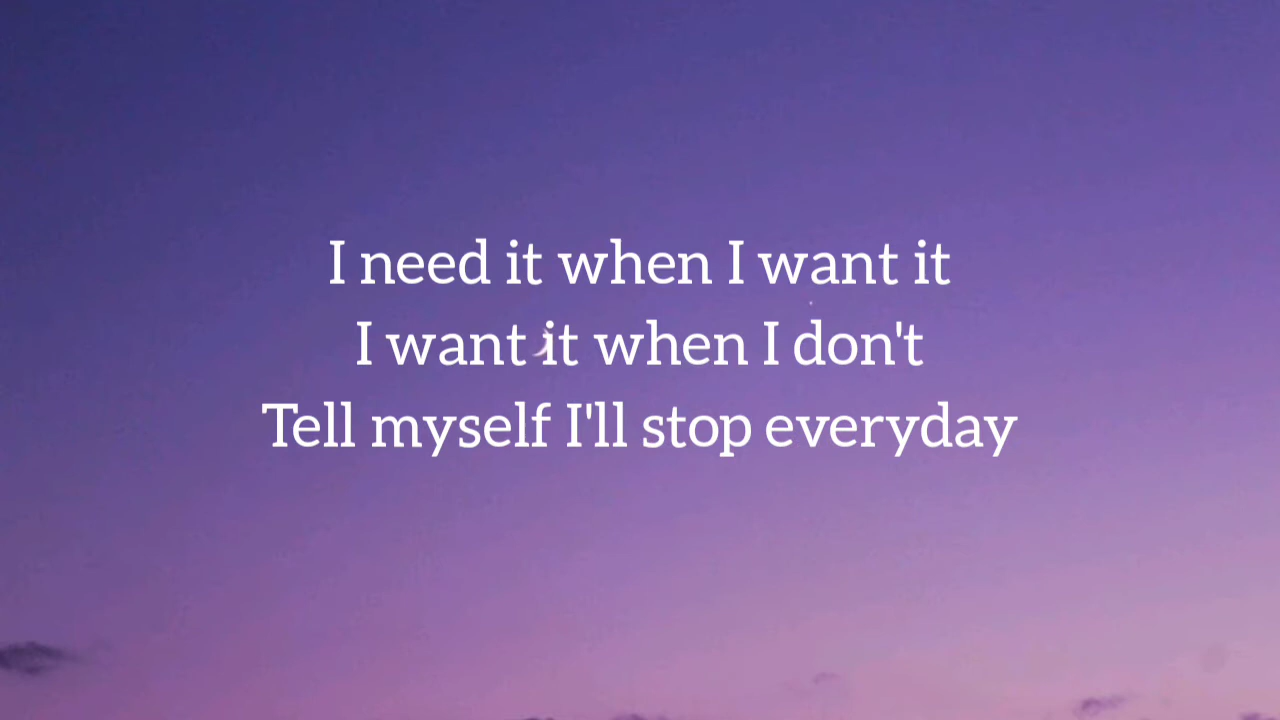 I need it when I want it
I want it when I don't
Tell myself I'll stop everyday